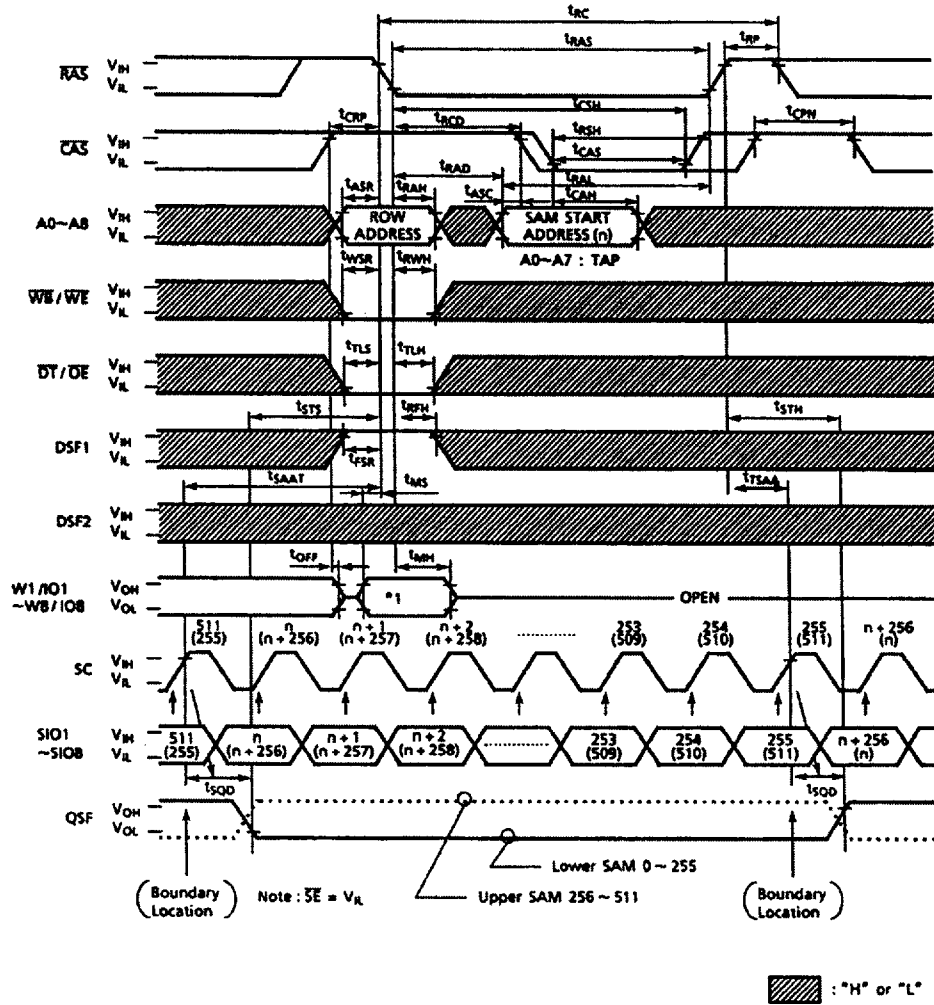 tRC
tRAS
tRP
RAS VIH
VIL
tCSH
tCRP
tRCD
tRSH
tCPN
CAS VIH
VIL
tCAS
tRAD
tRAL
tASR
tRAH
tASC
tCAH
A0~A8 VIH
VIL
ROW
ADDRESS
SAM START
ADDRESS (n)
A0~A7 : TAP
tWSR
tRWH
WB / WE VIH
VIL
tTLS
tTLH
DT / OE VIH
VIL
tSTS
tRFH
tSTH
DSF1 VIH
VIL
tFSR
tSAAT
tMS
tTSAA
DSF2 VIH
VIL
tOFF
tMH
W1/IO1
~W8/IO8
VOH
VOL
*1
OPEN
511
(255)
n
(n+256)
n+1
(n+257)
n+2
(n+258)
253
(509)
254
(510)
255
(511)
n+256
(n)
SC VIH
VIL
SIO1
~SIO8
VIH
VIL
511
(255)
n
(n+256)
n+1
(n+257)
n+2
(n+258)
253
(509)
254
(510)
255
(511)
n+256
(n)
tSQD
tSQD
QSF VOH
VOL
Lower SAM 0~255
Upper SAM 256~511
(Boundary
Location)
Note : SE = VIL
(Boundary
Location)
: "H" or "L"